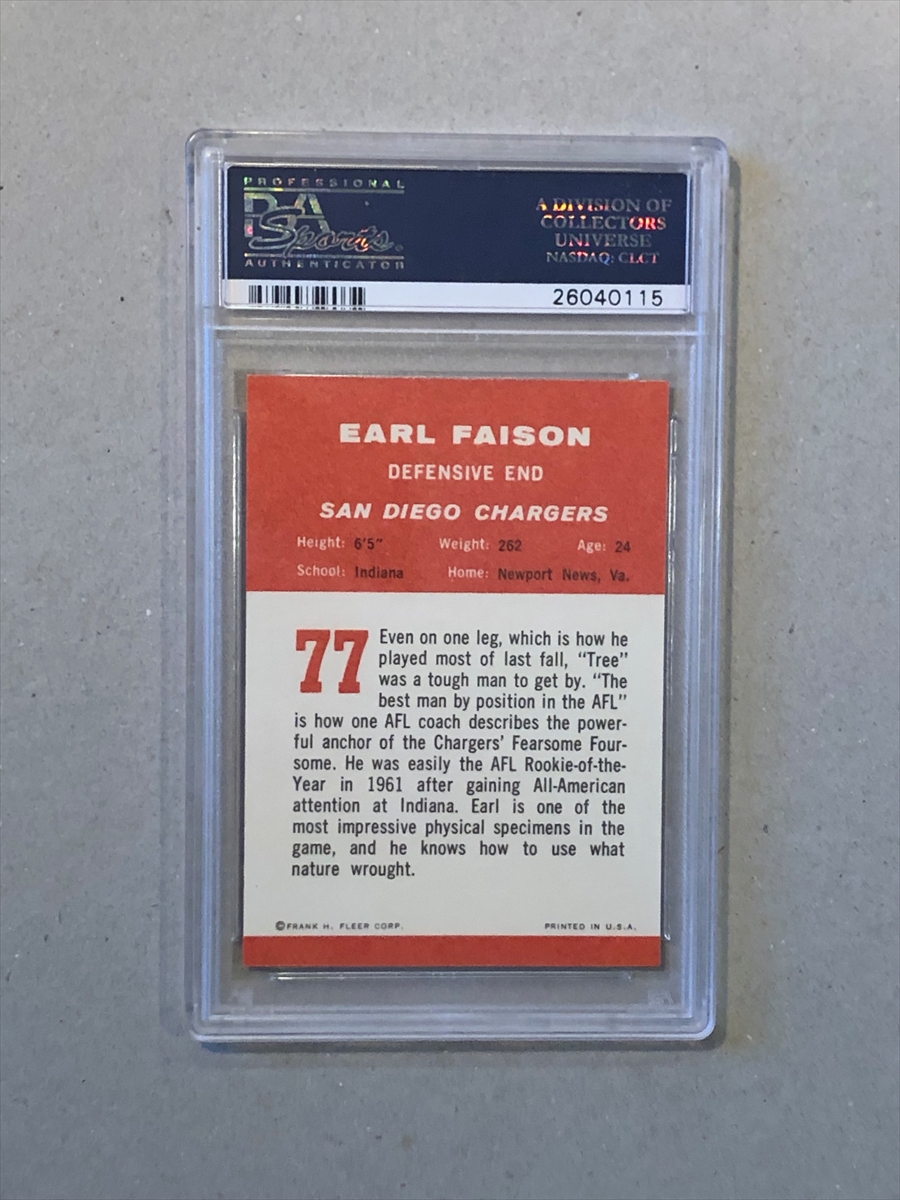 PROFESSIONAL
PSA
Sports
AUTHENTICATOR
A DIVISION OF
COLLECTORS
UNIVERSE
NASDAQ: CLCT
26040115
EARL FAISON
DEFENSIVE END
SAN DIEGO CHARGERS
Height: 6'5" Weight: 262 Age: 24
School: Indiana Home: Newport News, Va.
77 Even on one leg, which is how he
played most of last fall, "Tree"
was a tough man to get by. "The
best man by position in the AFL"
is how one AFL coach describes the power-
ful anchor of the Chargers' Fearsome Four-
some. He was easily the AFL Rookie-of-the-
Year in 1961 after gaining All-American
attention at Indiana. Earl is one of the
most impressive physical specimens in the
game, and he knows how to use what
nature wrought.
©FRANK H. FLEER CORP. PRINTED IN U.S.A.